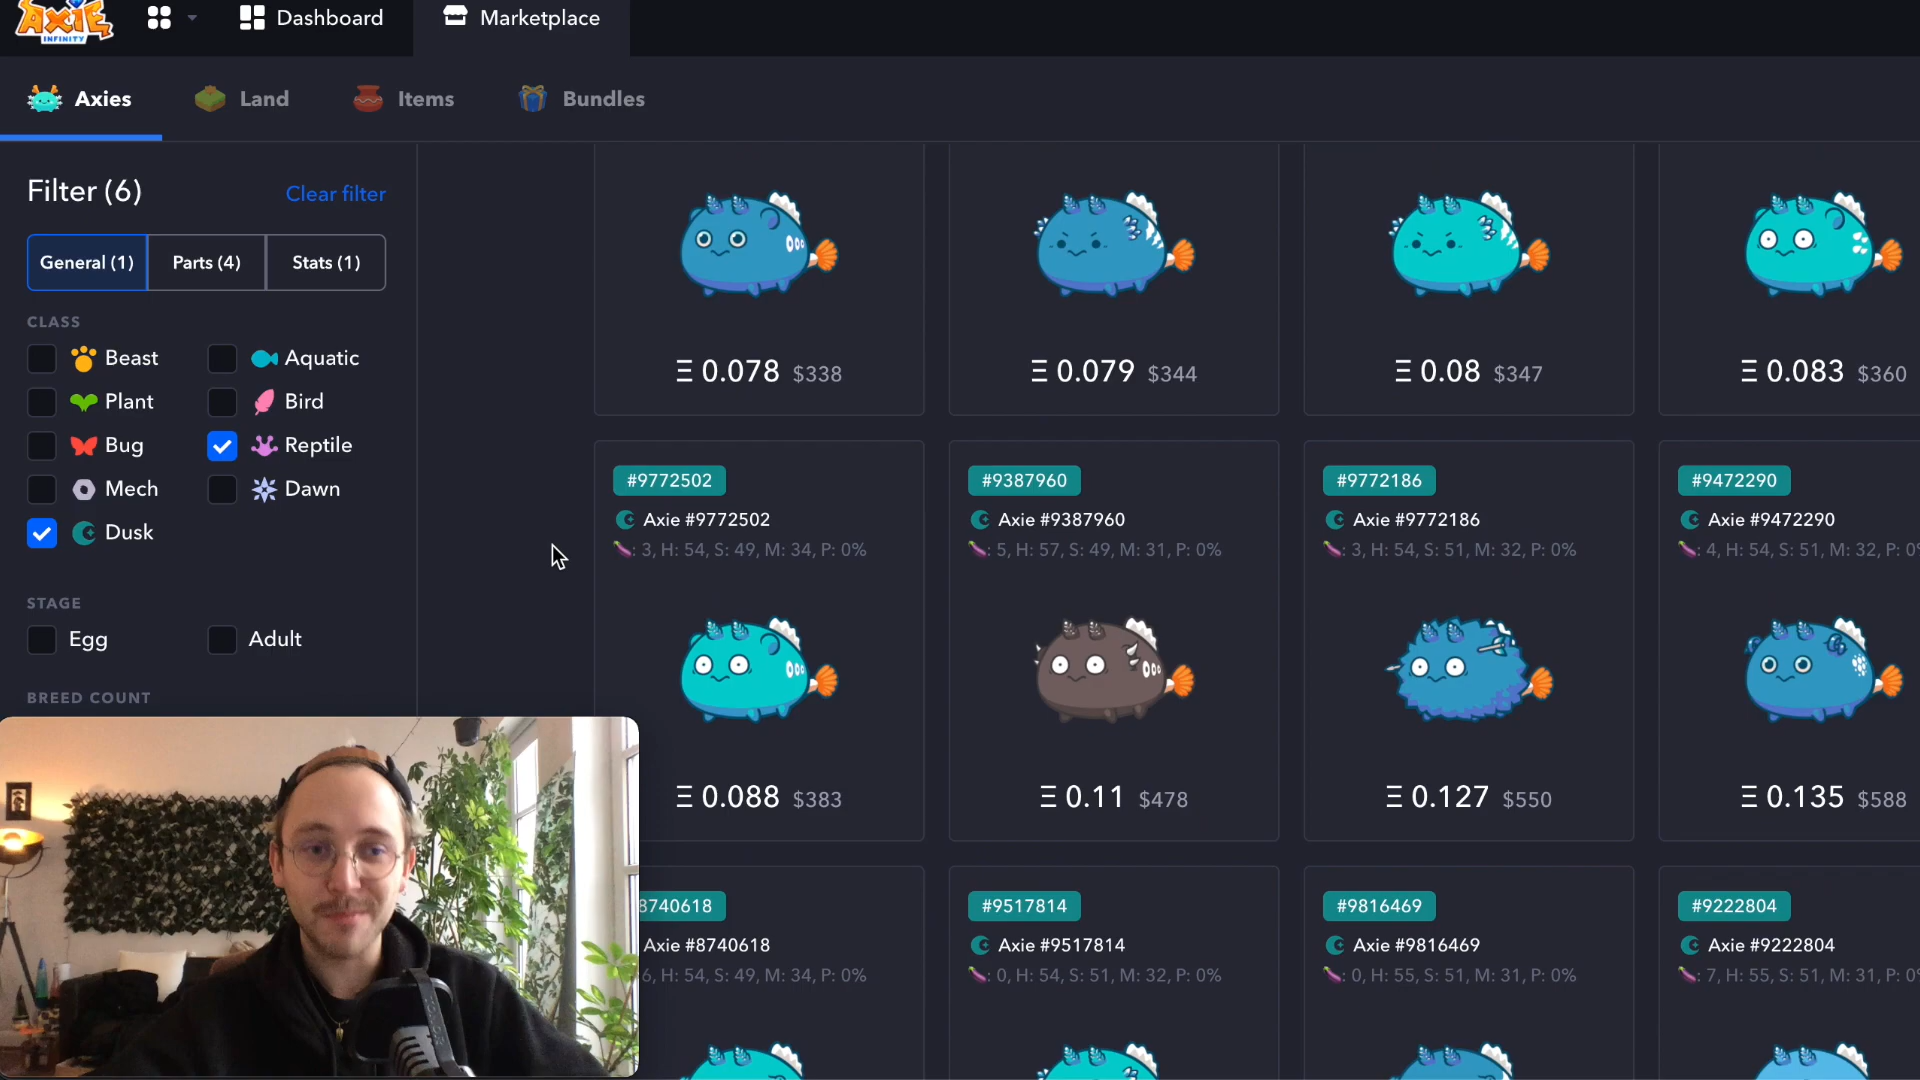 AXIE
INFINITY
Dashboard
Marketplace
Axies
Land
Items
Bundles
Filter (6)
Clear filter
General (1)
Parts (4)
Stats (1)
CLASS
Beast
Aquatic
Plant
Bird
Bug
Reptile
Mech
Dawn
Dusk
STAGE
Egg
Adult
BREED COUNT
Ξ 0.078 $338
Ξ 0.079 $344
Ξ 0.08 $347
Ξ 0.083 $360
#9772502
Axie #9772502
: 3, H: 54, S: 49, M: 34, P: 0%
Ξ 0.088 $383
#9387960
Axie #9387960
: 5, H: 57, S: 49, M: 31, P: 0%
Ξ 0.11 $478
#9772186
Axie #9772186
: 3, H: 54, S: 51, M: 32, P: 0%
Ξ 0.127 $550
#9472290
Axie #9472290
: 4, H: 54, S: 51, M: 32, P: 0%
Ξ 0.135 $588
8740618
Axie #8740618
6, H: 54, S: 49, M: 34, P: 0%
#9517814
Axie #9517814
: 0, H: 54, S: 51, M: 32, P: 0%
#9816469
Axie #9816469
: 0, H: 55, S: 51, M: 31, P: 0%
#9222804
Axie #9222804
: 7, H: 55, S: 51, M: 31, P: 0%